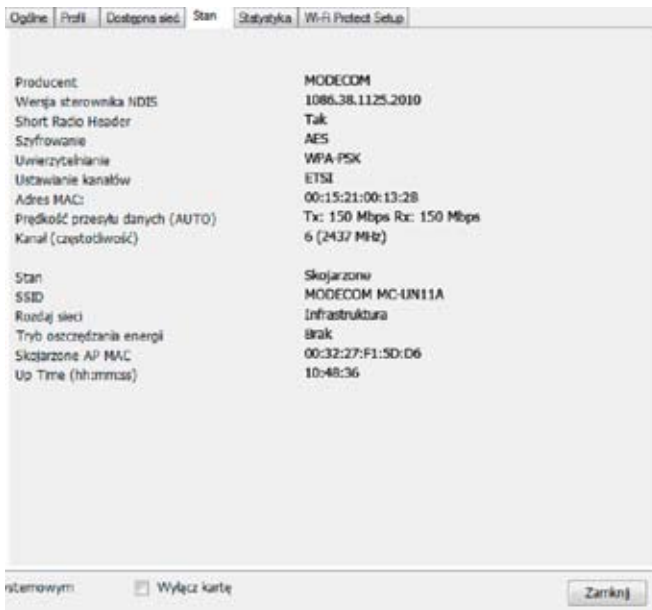 Ogólne Profil Dostępna sieć Stan Statystyka Wi-Fi Protect Setup
Producent MODECOM
Wersja sterownika NDIS 1086.38.1125.2010
Short Radio Header Tak
Szyfrowanie AES
Uwierzytelnianie WPA-PSK
Ustawianie kanałów ETSI
Adres MAC: 00:15:21:00:13:28
Prędkość przesyłu danych (AUTO) Tx: 150 Mbps Rx: 150 Mbps
Kanał (częstotliwość) 6 (2437 MHz)
Stan Skojarzone
SSID MODECOM MC-UN11A
Rozdaj sieci Infrastruktura
Tryb oszczędzania energii Brak
Skojarzone AP MAC 00:32:27:F1:5D:D6
Up Time (hh:mm:ss) 10:48:36
ystemowym Wyłącz kartę Zamknij